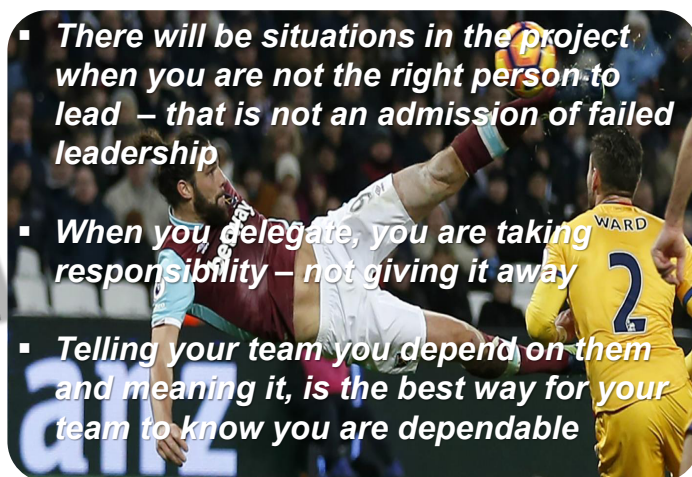 ▪ There will be situations in the project
when you are not the right person to
lead – that is not an admission of failed
leadership
▪ When you delegate, you are taking
responsibility – not giving it away
▪ Telling your team you depend on them
and meaning it, is the best way for your
team to know you are dependable
betway
6
WARD
2
anz